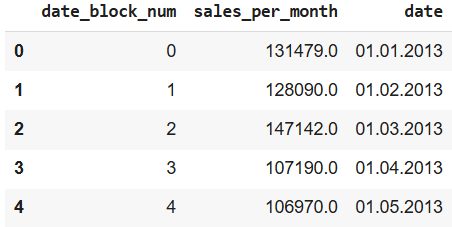 date_block_num sales_per_month date
0 0 131479.0 01.01.2013
1 1 128090.0 01.02.2013
2 2 147142.0 01.03.2013
3 3 107190.0 01.04.2013
4 4 106970.0 01.05.2013